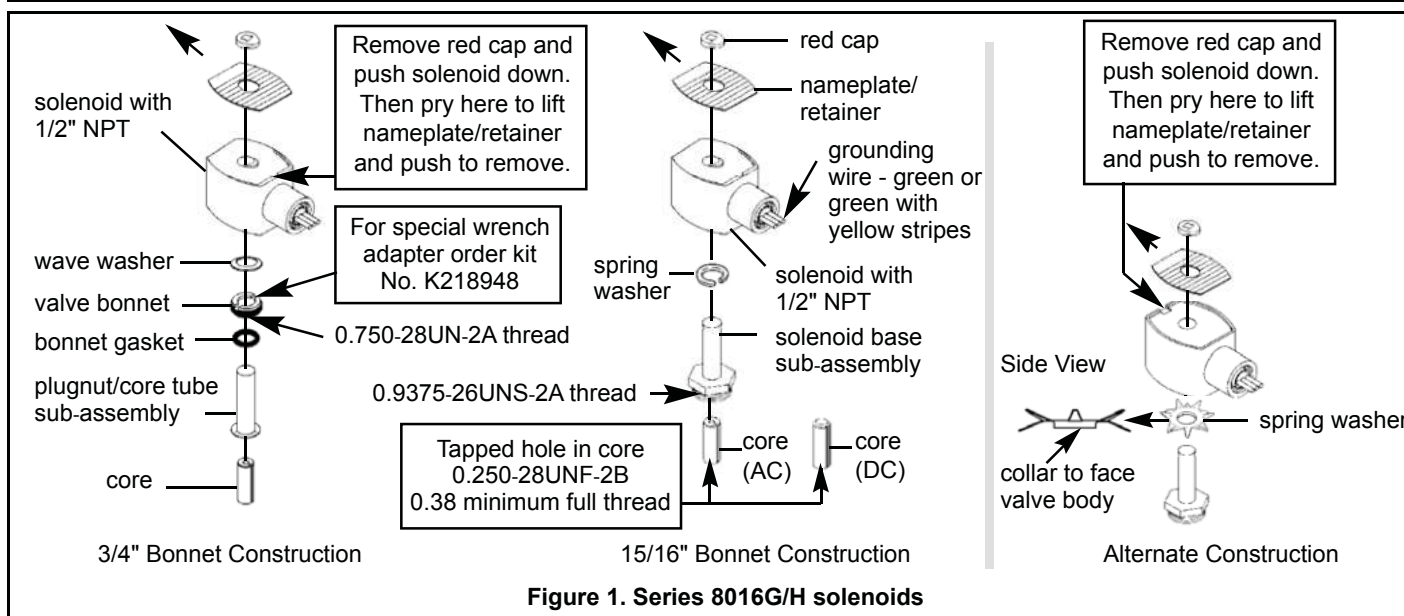 Remove red cap and
push solenoid down.
Then pry here to lift
nameplate/retainer
and push to remove.
solenoid with
1/2" NPT
For special wrench
adapter order kit
No. K218948
wave washer
valve bonnet
0.750-28UN-2A thread
bonnet gasket
plugnut/core tube
sub-assembly
core
3/4" Bonnet Construction
red cap
nameplate/
retainer
grounding
wire - green or
green with
yellow stripes
spring
washer
solenoid with
1/2" NPT
solenoid base
sub-assembly
0.9375-26UNS-2A thread
Tapped hole in core
0.250-28UNF-2B
0.38 minimum full thread
core
(AC)
core
(DC)
15/16" Bonnet Construction
Remove red cap and
push solenoid down.
Then pry here to lift
nameplate/retainer
and push to remove.
Side View
spring washer
collar to face
valve body
Alternate Construction
Figure 1. Series 8016G/H solenoids